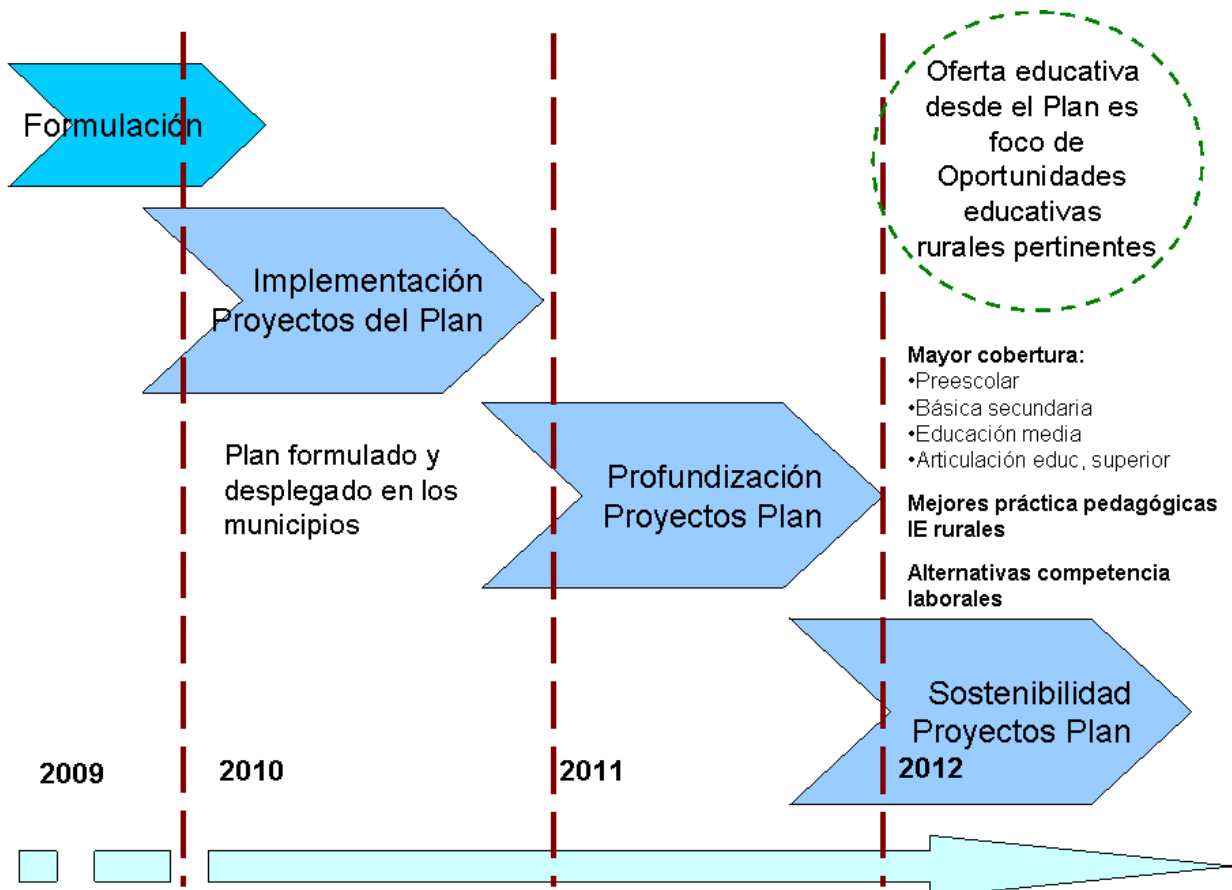 Formulación
Oferta educativa
desde el Plan es
foco de
Oportunidades
educativas
rurales pertinentes
Implementación
Proyectos del Plan
Mayor cobertura:
•Preescolar
•Básica secundaria
•Educación media
•Articulación educ, superior
Plan formulado y
desplegado en los
municipios
Profundización
Proyectos Plan
Mejores práctica pedagógicas
IE rurales
Alternativas competencia
laborales
Sostenibilidad
Proyectos Plan
2009
2010
2011
2012